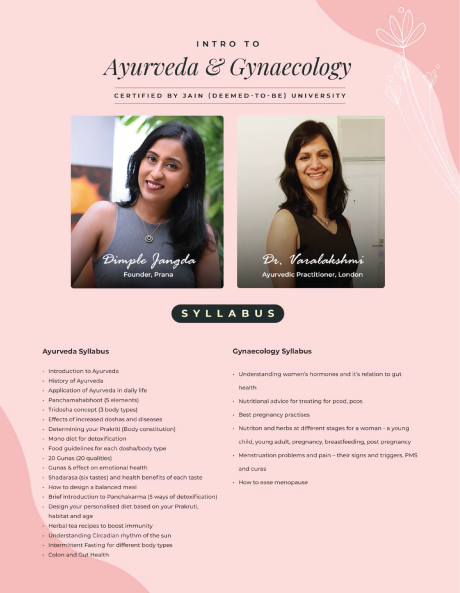 INTRO TO
Ayurveda & Gynaecology
CERTIFIED BY JAIN (DEEMED-TO-BE) UNIVERSITY
Dimple Jangda
Founder, Prana
Dr. Varalakshmi
Ayurvedic Practitioner, London
SYLLABUS
Ayurveda Syllabus
• Introduction to Ayurveda
• History of Ayurveda
• Application of Ayurveda in daily life
• Panchamahabhoot (5 elements)
• Tridosha concept (3 body types)
• Effects of increased doshas and diseases
• Determining your Prakriti (Body constitution)
• Mono diet for detoxification
• Food guidelines for each dosha/body type
• 20 Gunas (20 qualities)
• Gunas & effect on emotional health
• Shadarasa (six tastes) and health benefits of each taste
• How to design a balanced meal
• Brief introduction to Panchakarma (5 ways of detoxification)
• Design your personalised diet based on your Prakruti,
habitat and age
• Herbal tea recipes to boost immunity
• Understanding Circadian rhythm of the sun
• Intermittent Fasting for different body types
• Colon and Gut Health
Gynaecology Syllabus
• Understanding women's hormones and it's relation to gut
health
• Nutritional advice for treating for pcod, pcos
• Best pregnancy practises
• Nutriton and herbs at different stages for a woman - a young
child, young adult, pregnancy, breastfeeding, post pregnancy
• Menstruation problems and pain – their signs and triggers, PMS
and cures
• How to ease menopause